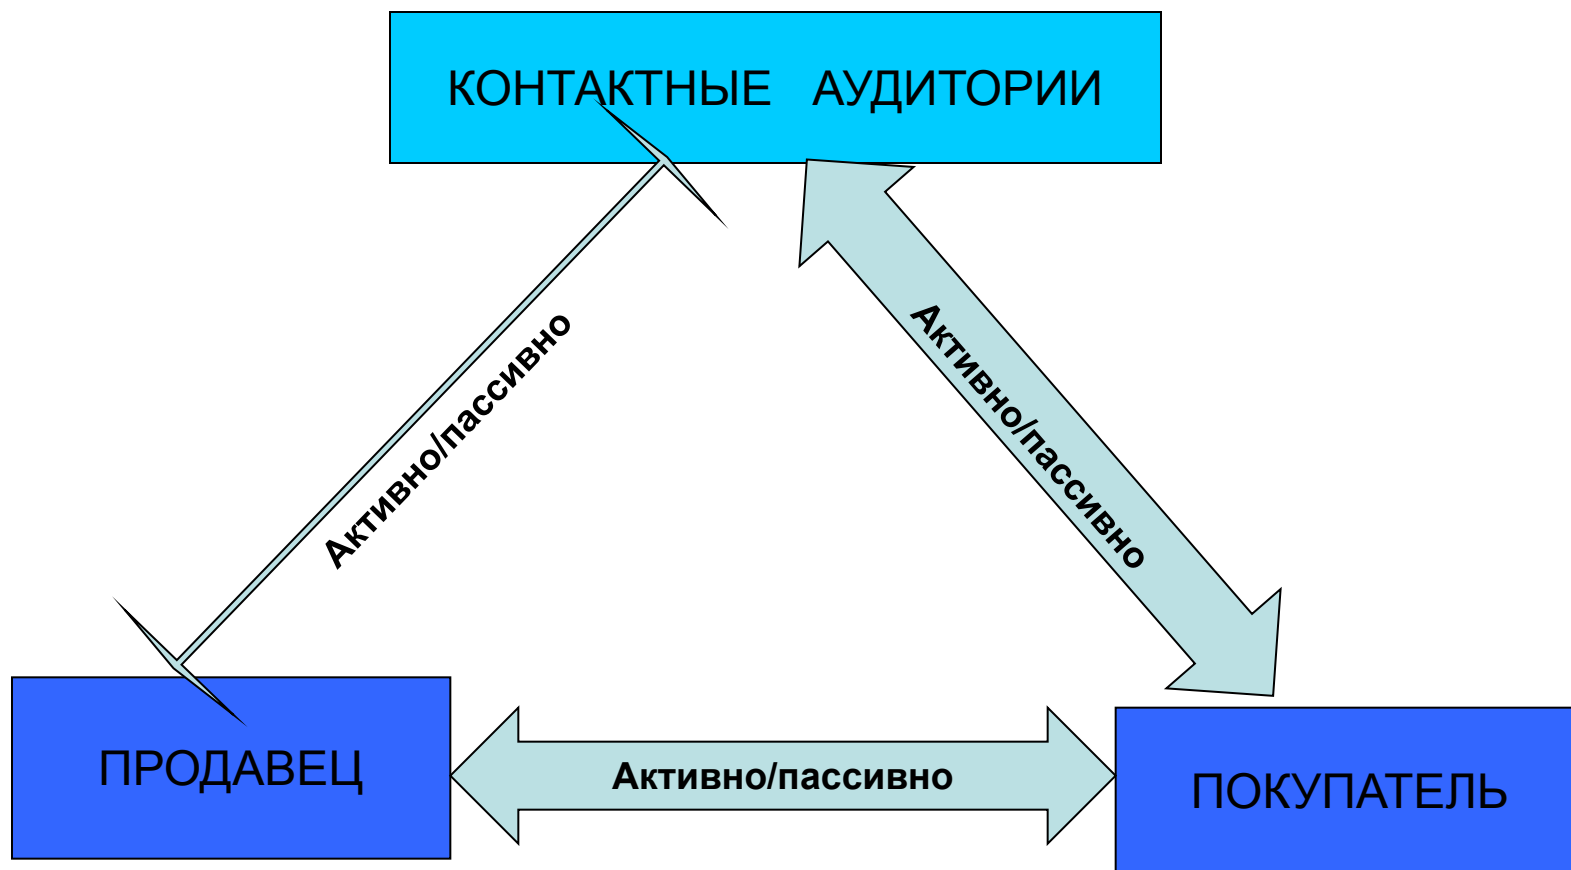 КОНТАКТНЫЕ АУДИТОРИИ
Активно/пассивно
Активно/пассивно
ПРОДАВЕЦ
Активно/пассивно
ПОКУПАТЕЛЬ